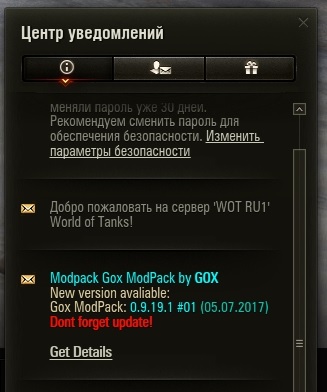 Центр уведомлений
меняли пароль уже 30 дней.
Рекомендуем сменить пароль для
обеспечения безопасности. Изменить
параметры безопасности
Добро пожаловать на сервер 'WOT RU1'
World of Tanks!
Modpack Gox ModPack by GOX
New version avaliable:
Gox ModPack: 0.9.19.1 #01 (05.07.2017)
Dont forget update!
Get Details